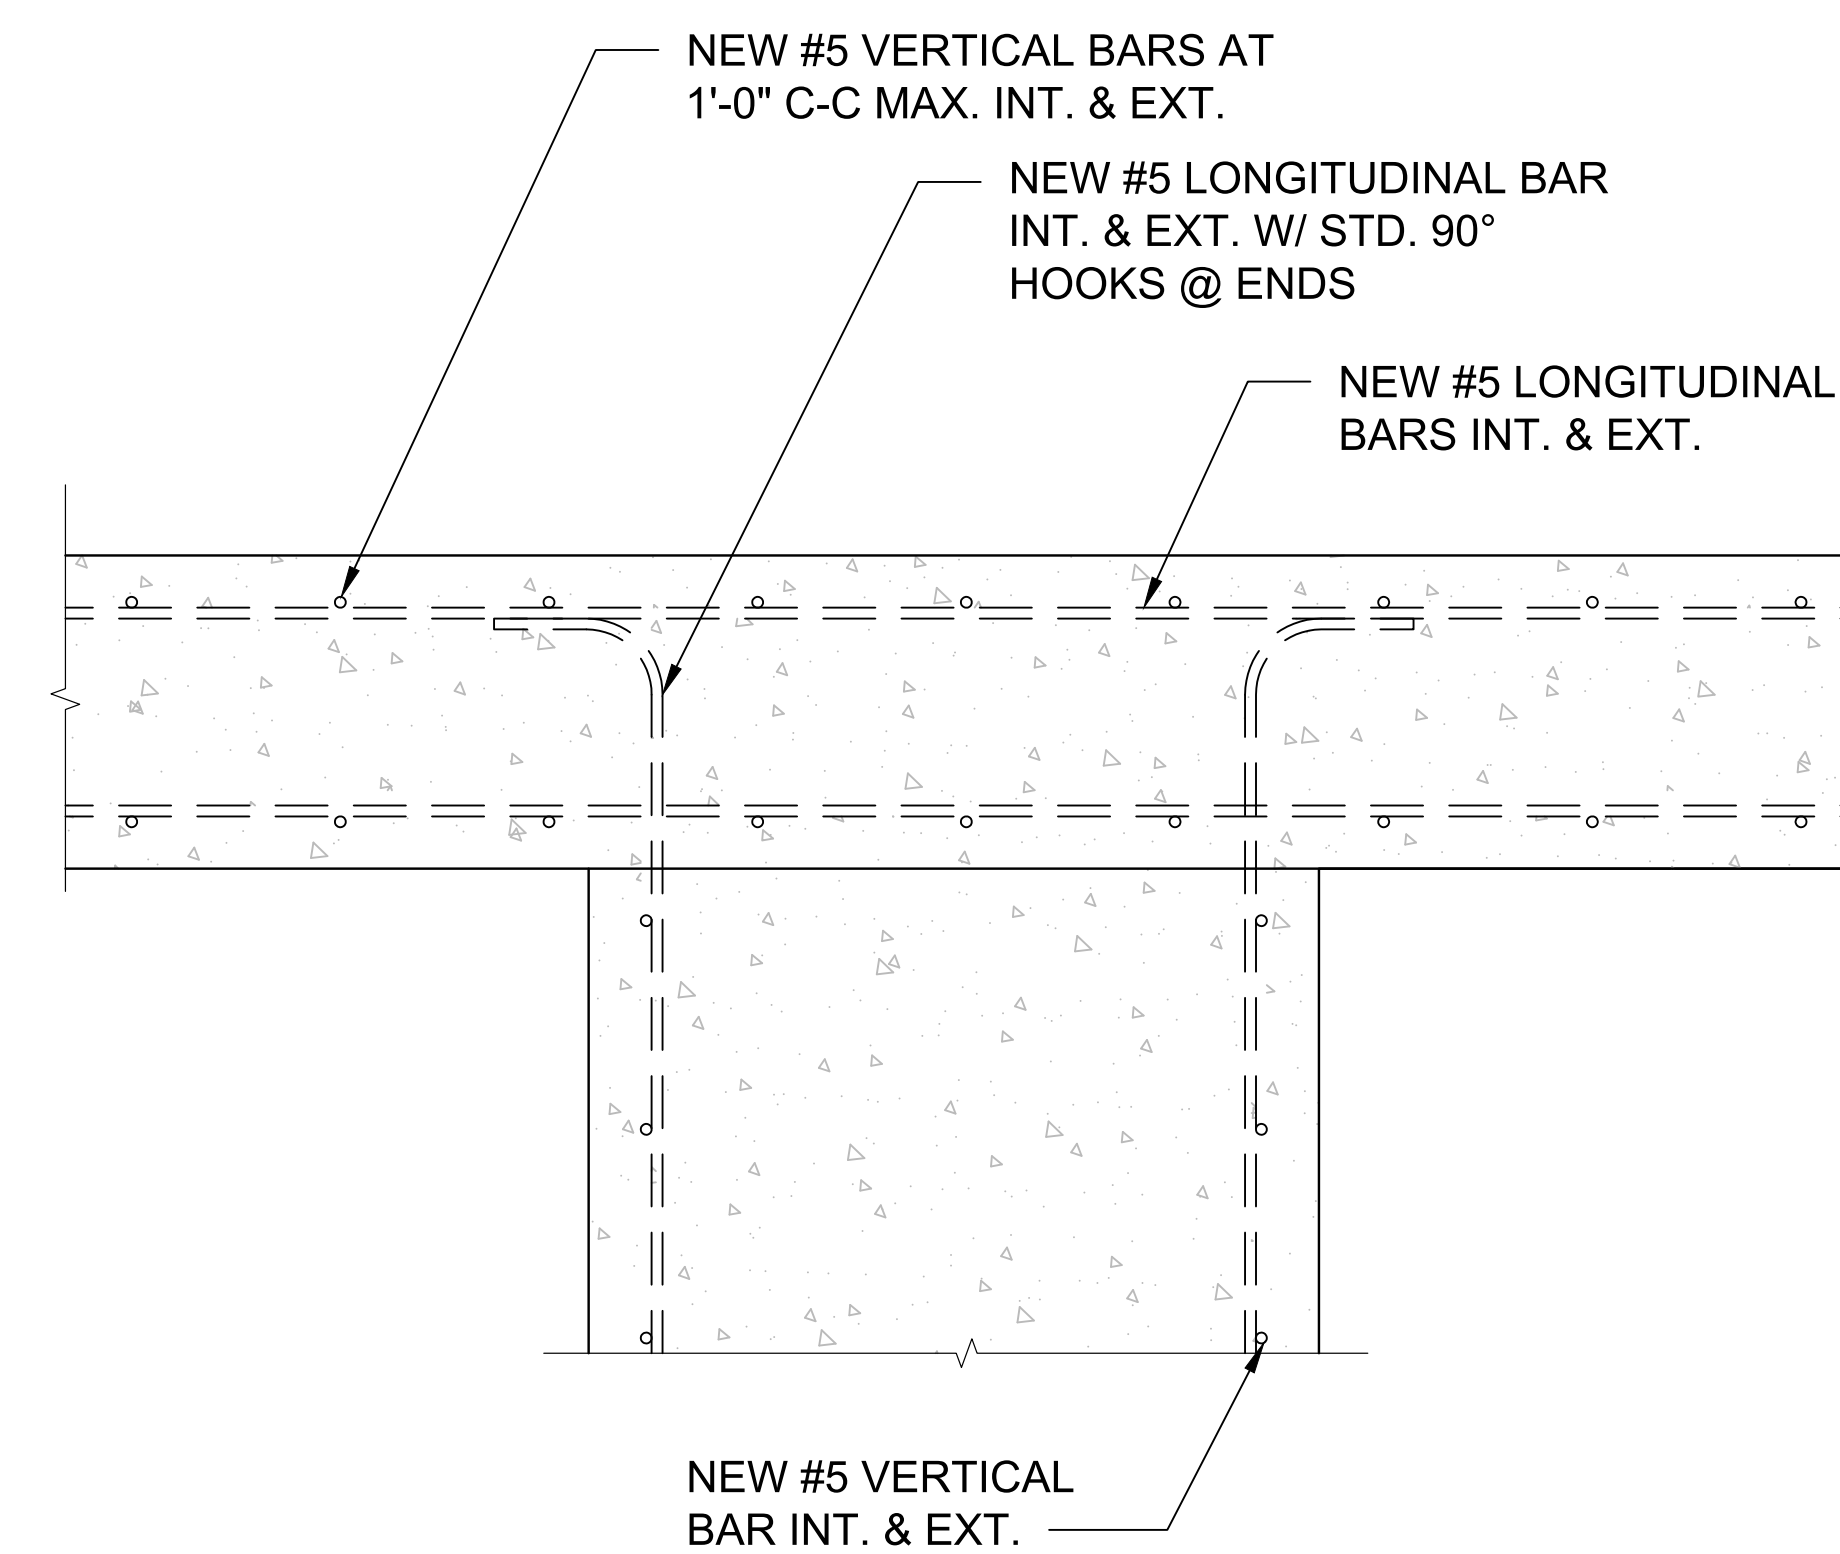 NEW #5 VERTICAL BARS AT
1'-0" C-C MAX. INT. & EXT.
NEW #5 LONGITUDINAL BAR
INT. & EXT. W/ STD. 90°
HOOKS @ ENDS
NEW #5 LONGITUDINAL
BARS INT. & EXT.
NEW #5 VERTICAL
BAR INT. & EXT.